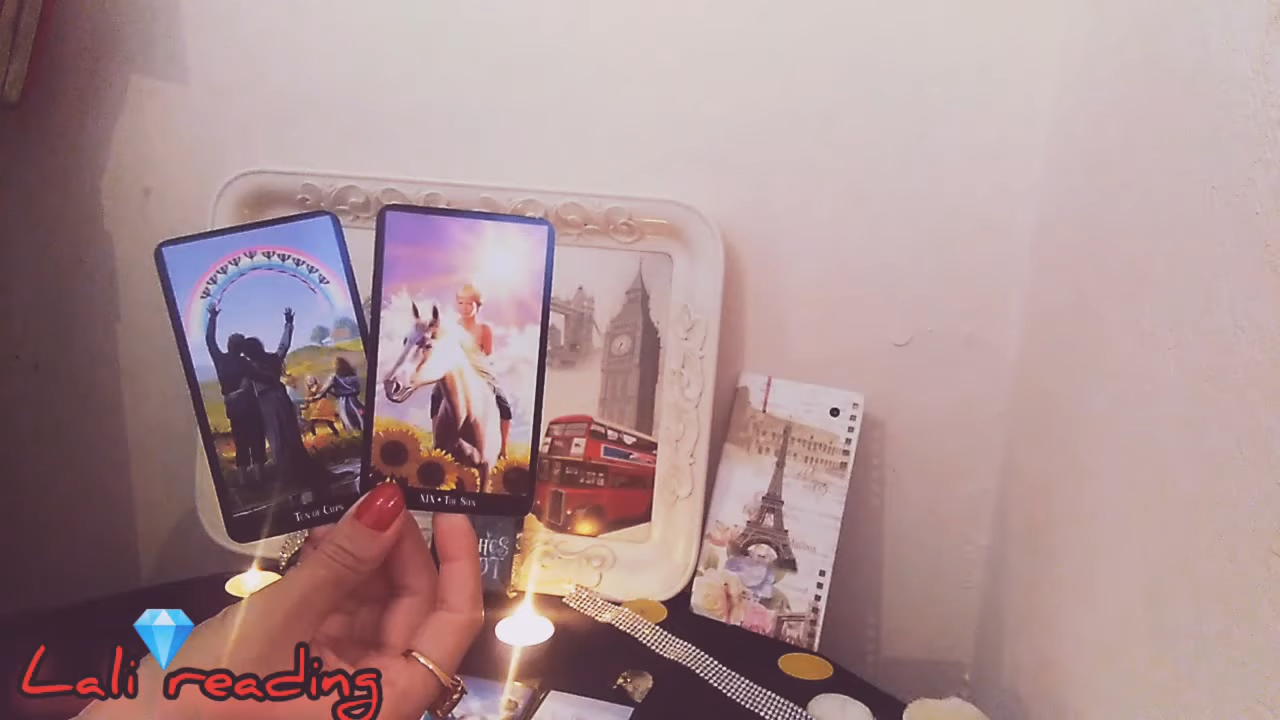 Ten of Cups
XIX • The Sun
Lali reading